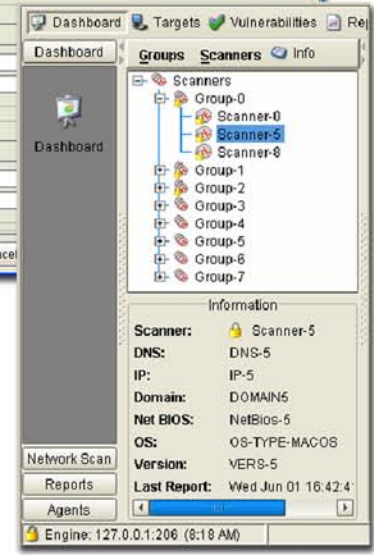 Dashboard Targets Vulnerabilities Re
Dashboard
Groups Scanners Info
Scanners
Group-0
Scanner-0
Scanner-5
Scanner-8
Group-1
Group-2
Group-3
Group-4
Group-5
Group-6
Group-7
Dashboard
Information
Scanner: Scanner-5
DNS: DNS-5
IP: IP-5
Domain: DOMAIN5
Net BIOS: NetBios-5
OS: OS-TYPE-MACOS
Version: VERS-5
Last Report: Wed Jun 01 16:42:4
Network Scan
Reports
Agents
Engine: 127.0.0.1:206 (8:18 AM)